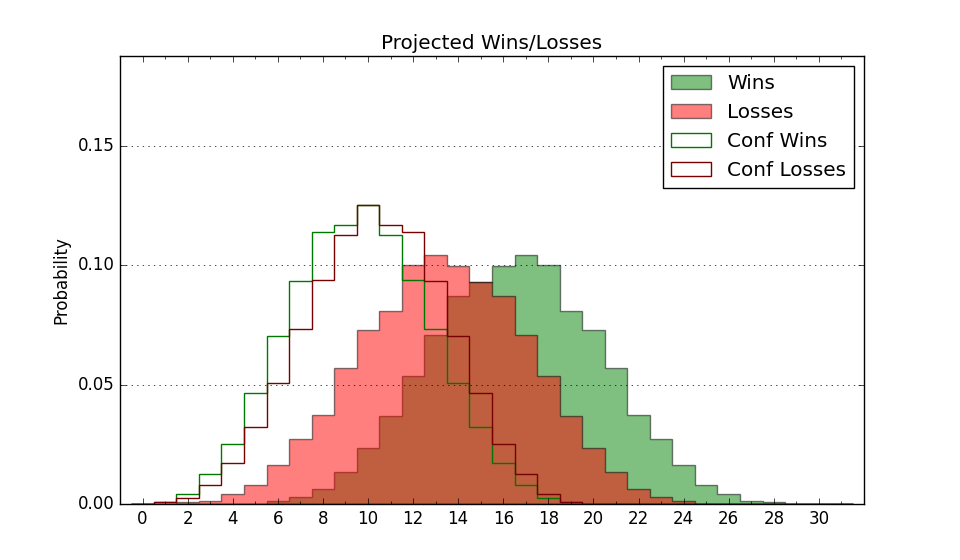 Projected Wins/Losses
Wins
Losses
Conf Wins
Conf Losses
Probability
0.15
0.10
0.05
0.00
0 2 4 6 8 10 12 14 16 18 20 22 24 26 28 30